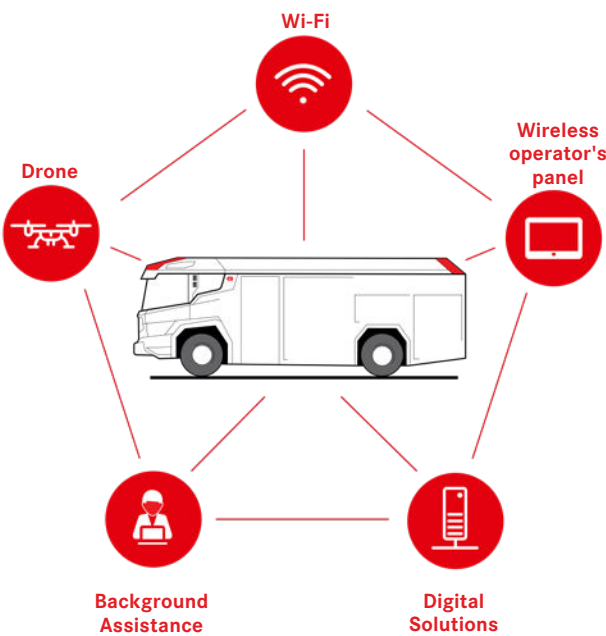 Wi-Fi
Wireless
operator's
panel
Drone
Background
Assistance
Digital
Solutions